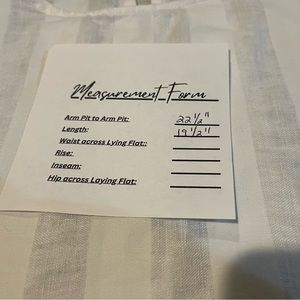 Measurement Form
Arm Pit to Arm Pit: 22 1/2"
Length: 19 1/2"
Waist across Lying Flat::
Rise:
Inseam:
Hip across Laying Flat: